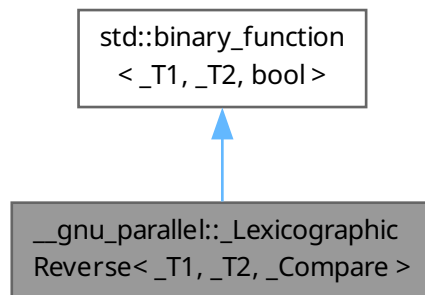 std::binary_function
< _T1, _T2, bool >
__gnu_parallel::_Lexicographic
Reverse< _T1, _T2, _Compare >